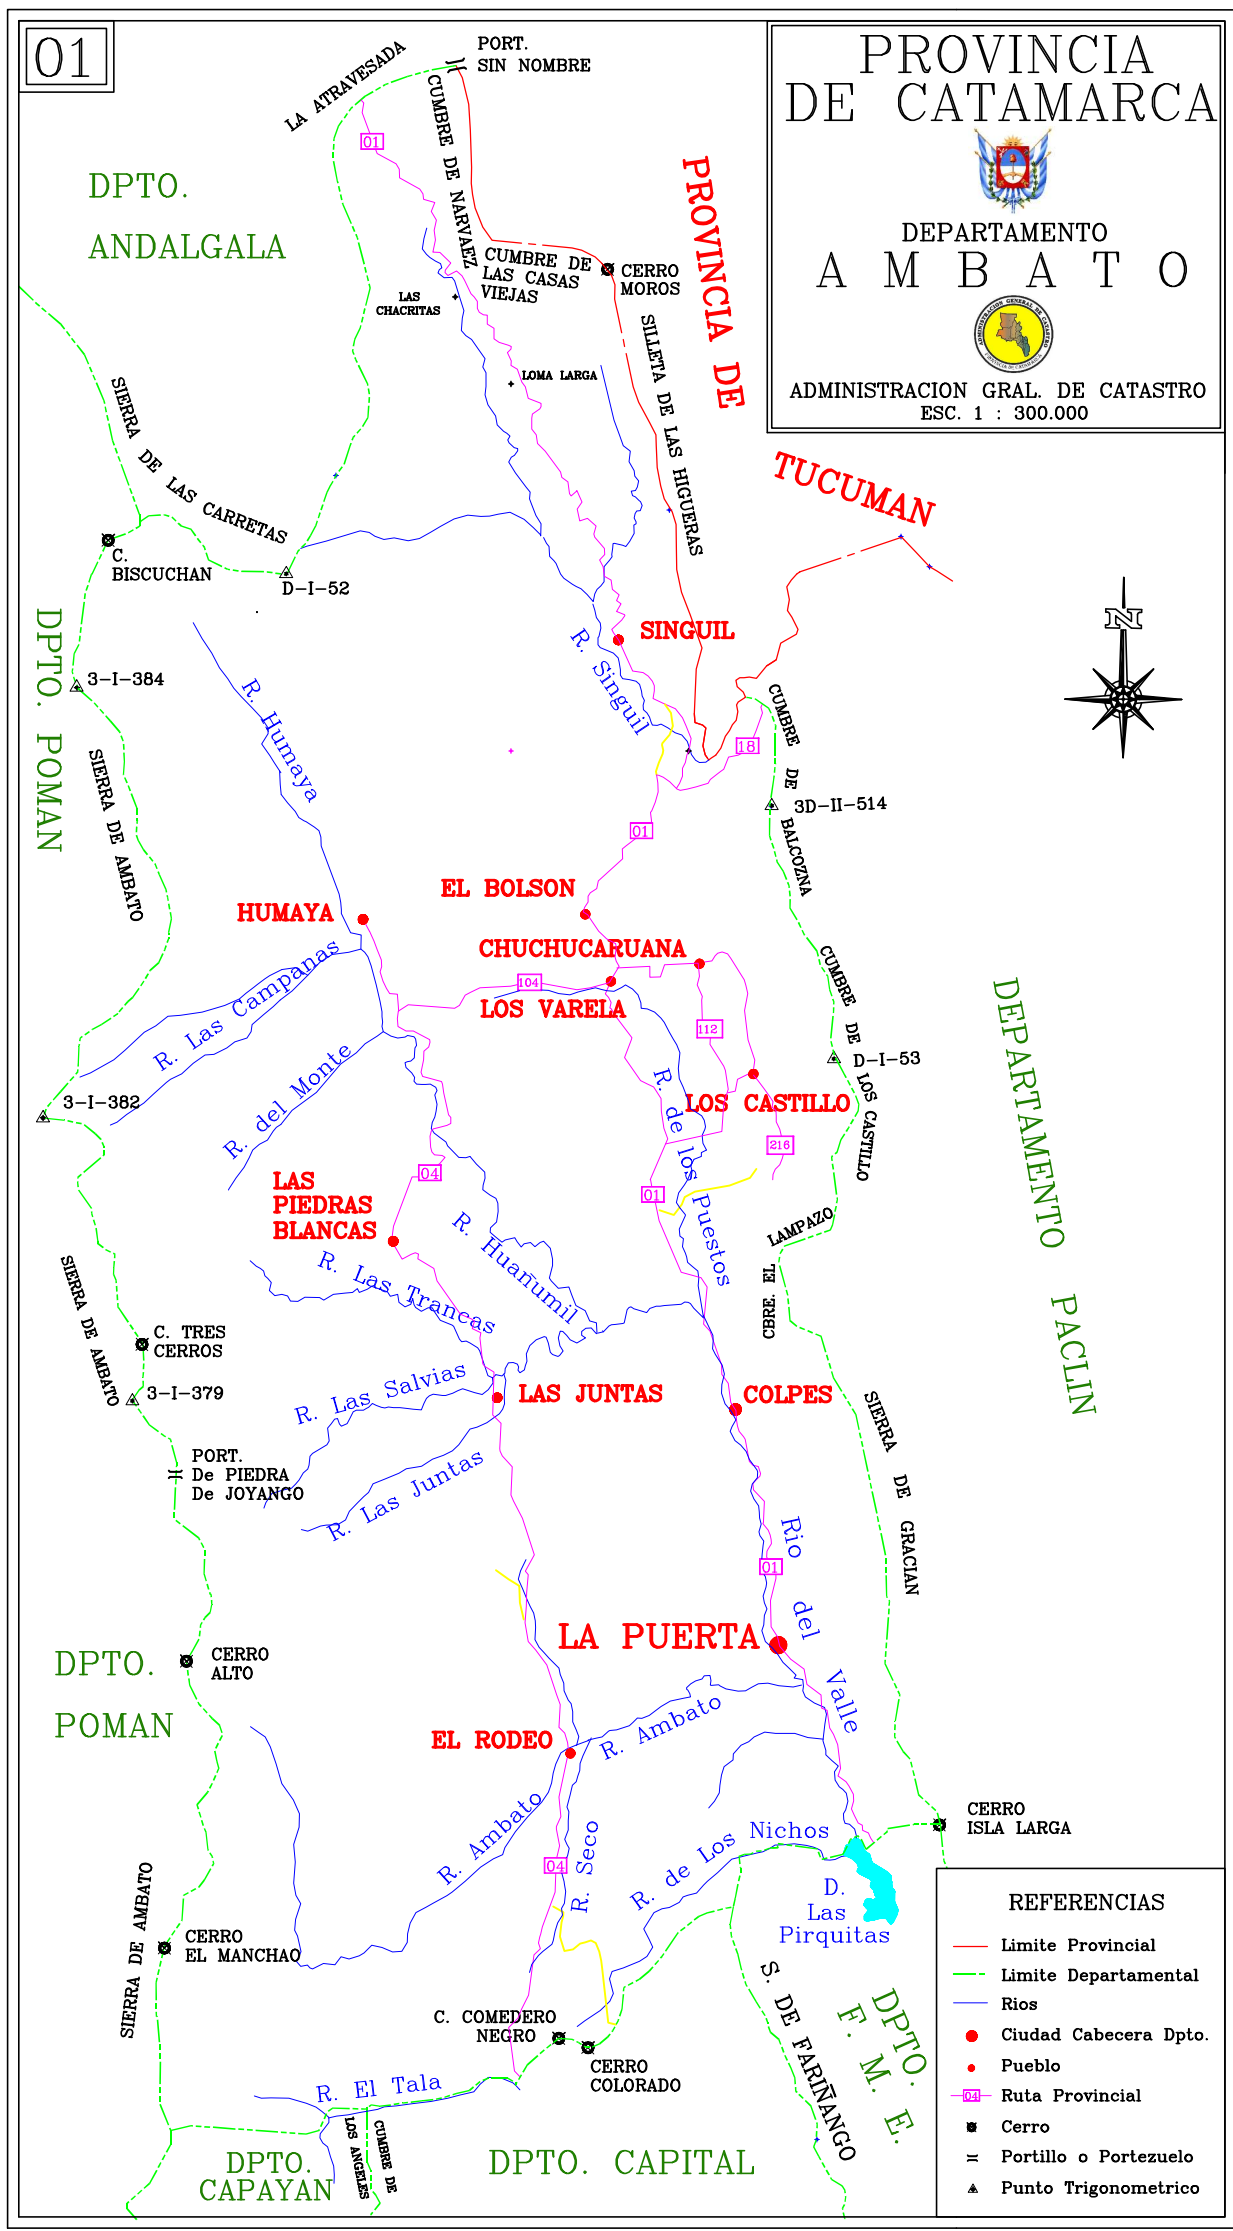 01
PROVINCIA
DE CATAMARCA
DEPARTAMENTO
AMBATO
ADMINISTRACION GENERAL DE CATASTRO
PROVINCIA DE CATAMARCA
ADMINISTRACION GRAL. DE CATASTRO
ESC. 1 : 300.000
PORT.
SIN NOMBRE
LA ATRAVESADA
CUMBRE DE NARVAEZ
01
DPTO.
ANDALGALA
PROVINCIA DE
TUCUMAN
CUMBRE DE
LAS CASAS
VIEJAS
CERRO
MOROS
LAS
CHACRITAS
LOMA LARGA
SILLETA DE LAS HIGUERAS
SIERRA DE LAS CARRETAS
C.
BISCUCHAN
D-I-52
DPTO. POMAN
3-I-384
SIERRA DE AMBATO
R. Humaya
R. Singuil
SINGUIL
N
18
CUMBRE DE BALCOZNA
3D-II-514
01
EL BOLSON
HUMAYA
CHUCHUCARUANA
104
LOS VARELA
112
R. Las Campanas
R. del Monte
CUMBRE DE LOS CASTILLO
D-I-53
DEPARTAMENTO PACLIN
3-I-382
R. de los Puestos
LOS CASTILLO
216
04
01
LAS
PIEDRAS
BLANCAS
LAMPAZO
CBRE. EL
R. Huañumil
R. Las Trancas
SIERRA DE AMBATO
C. TRES
CERROS
3-I-379
R. Las Salvias
LAS JUNTAS
COLPES
R. Las Juntas
PORT.
De PIEDRA
De JOYANGO
SIERRA DE GRACIAN
Rio del Valle
01
LA PUERTA
DPTO.
POMAN
CERRO
ALTO
EL RODEO
R. Ambato
R. Ambato
04
R. Seco
R. de Los Nichos
D.
Las
Pirquitas
CERRO
ISLA LARGA
SIERRA DE AMBATO
CERRO
EL MANCHAO
C. COMEDERO
NEGRO
CERRO
COLORADO
S. DE FARIÑANGO
DPTO.
F. M. E.
R. El Tala
CUMBRE DE
LOS ANGELES
DPTO.
CAPAYAN
DPTO. CAPITAL
REFERENCIAS
Limite Provincial
Limite Departamental
Rios
Ciudad Cabecera Dpto.
Pueblo
04 Ruta Provincial
Cerro
Portillo o Portezuelo
Punto Trigonometrico